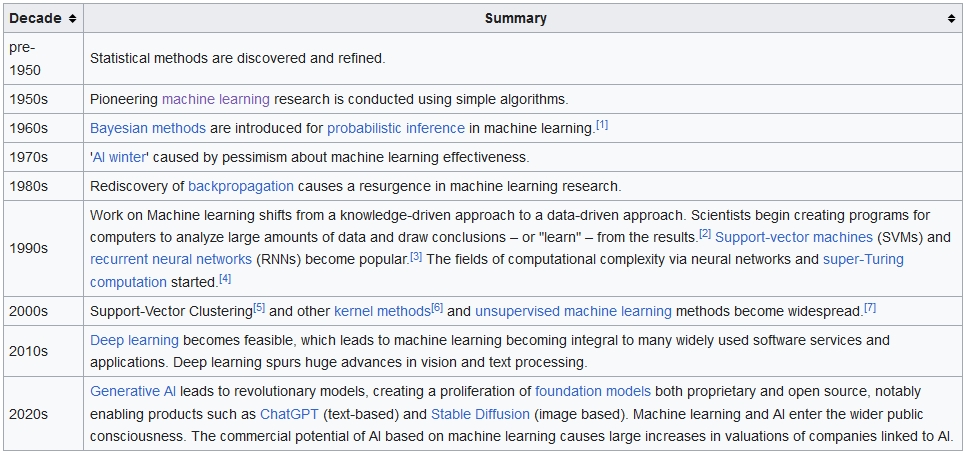 Decade Summary
pre-
1950
Statistical methods are discovered and refined.
1950s Pioneering machine learning research is conducted using simple algorithms.
1960s Bayesian methods are introduced for probabilistic inference in machine learning.[1]
1970s 'AI winter' caused by pessimism about machine learning effectiveness.
1980s Rediscovery of backpropagation causes a resurgence in machine learning research.
1990s
Work on Machine learning shifts from a knowledge-driven approach to a data-driven approach. Scientists begin creating programs for
computers to analyze large amounts of data and draw conclusions – or "learn" – from the results.[2] Support-vector machines (SVMs) and
recurrent neural networks (RNNs) become popular.[3] The fields of computational complexity via neural networks and super-Turing
computation started.[4]
2000s Support-Vector Clustering[5] and other kernel methods[6] and unsupervised machine learning methods become widespread.[7]
2010s
Deep learning becomes feasible, which leads to machine learning becoming integral to many widely used software services and
applications. Deep learning spurs huge advances in vision and text processing.
2020s
Generative AI leads to revolutionary models, creating a proliferation of foundation models both proprietary and open source, notably
enabling products such as ChatGPT (text-based) and Stable Diffusion (image based). Machine learning and AI enter the wider public
consciousness. The commercial potential of AI based on machine learning causes large increases in valuations of companies linked to AI.